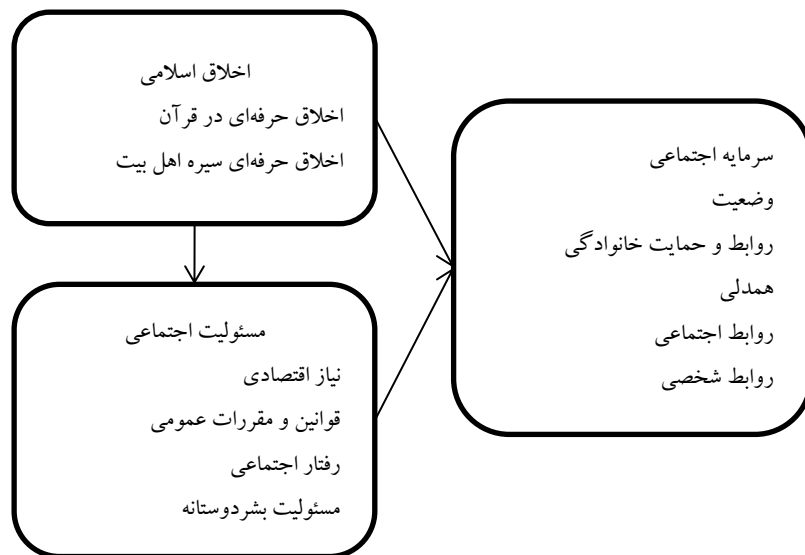 اخلاق اسلامی
اخلاق حرفه‌ای در قرآن
اخلاق حرفه‌ای سیره اهل بیت
سرمایه اجتماعی
وضعیت
روابط و حمایت خانوادگی
همدلی
روابط اجتماعی
روابط شخصی
مسئولیت اجتماعی
نیاز اقتصادی
قوانین و مقررات عمومی
رفتار اجتماعی
مسئولیت بشردوستانه